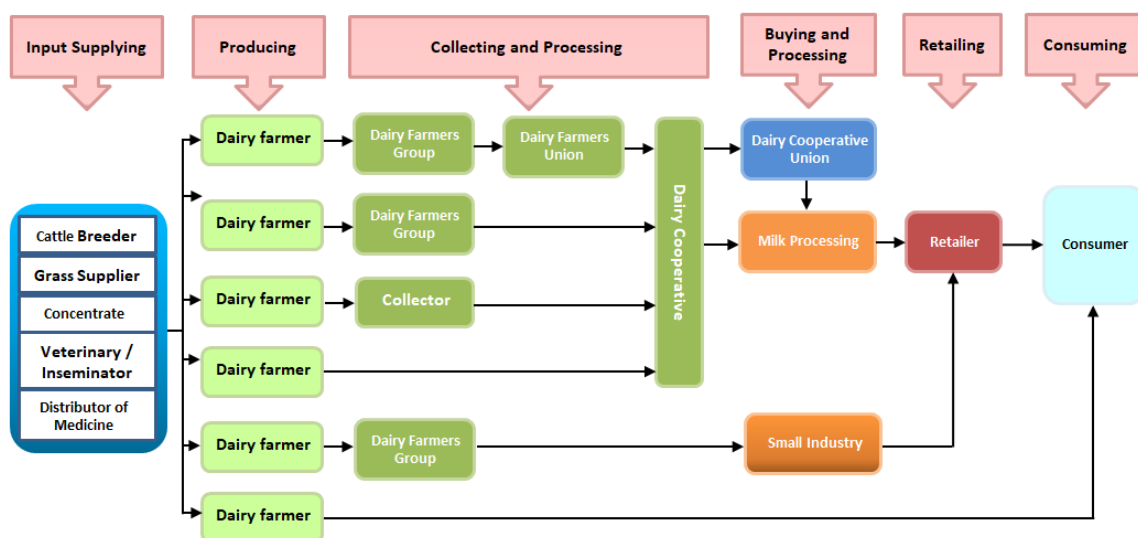 Input Supplying
Producing
Collecting and Processing
Buying and
Processing
Retailing
Consuming
Cattle Breeder
Grass Supplier
Concentrate
Veterinary /
Inseminator
Distributor of
Medicine
Dairy farmer
Dairy Farmers
Group
Dairy Farmers
Union
Dairy farmer
Dairy Farmers
Group
Dairy farmer
Collector
Dairy farmer
Dairy farmer
Dairy Farmers
Group
Dairy farmer
Dairy Cooperative
Dairy Cooperative
Union
Milk Processing
Small Industry
Retailer
Consumer